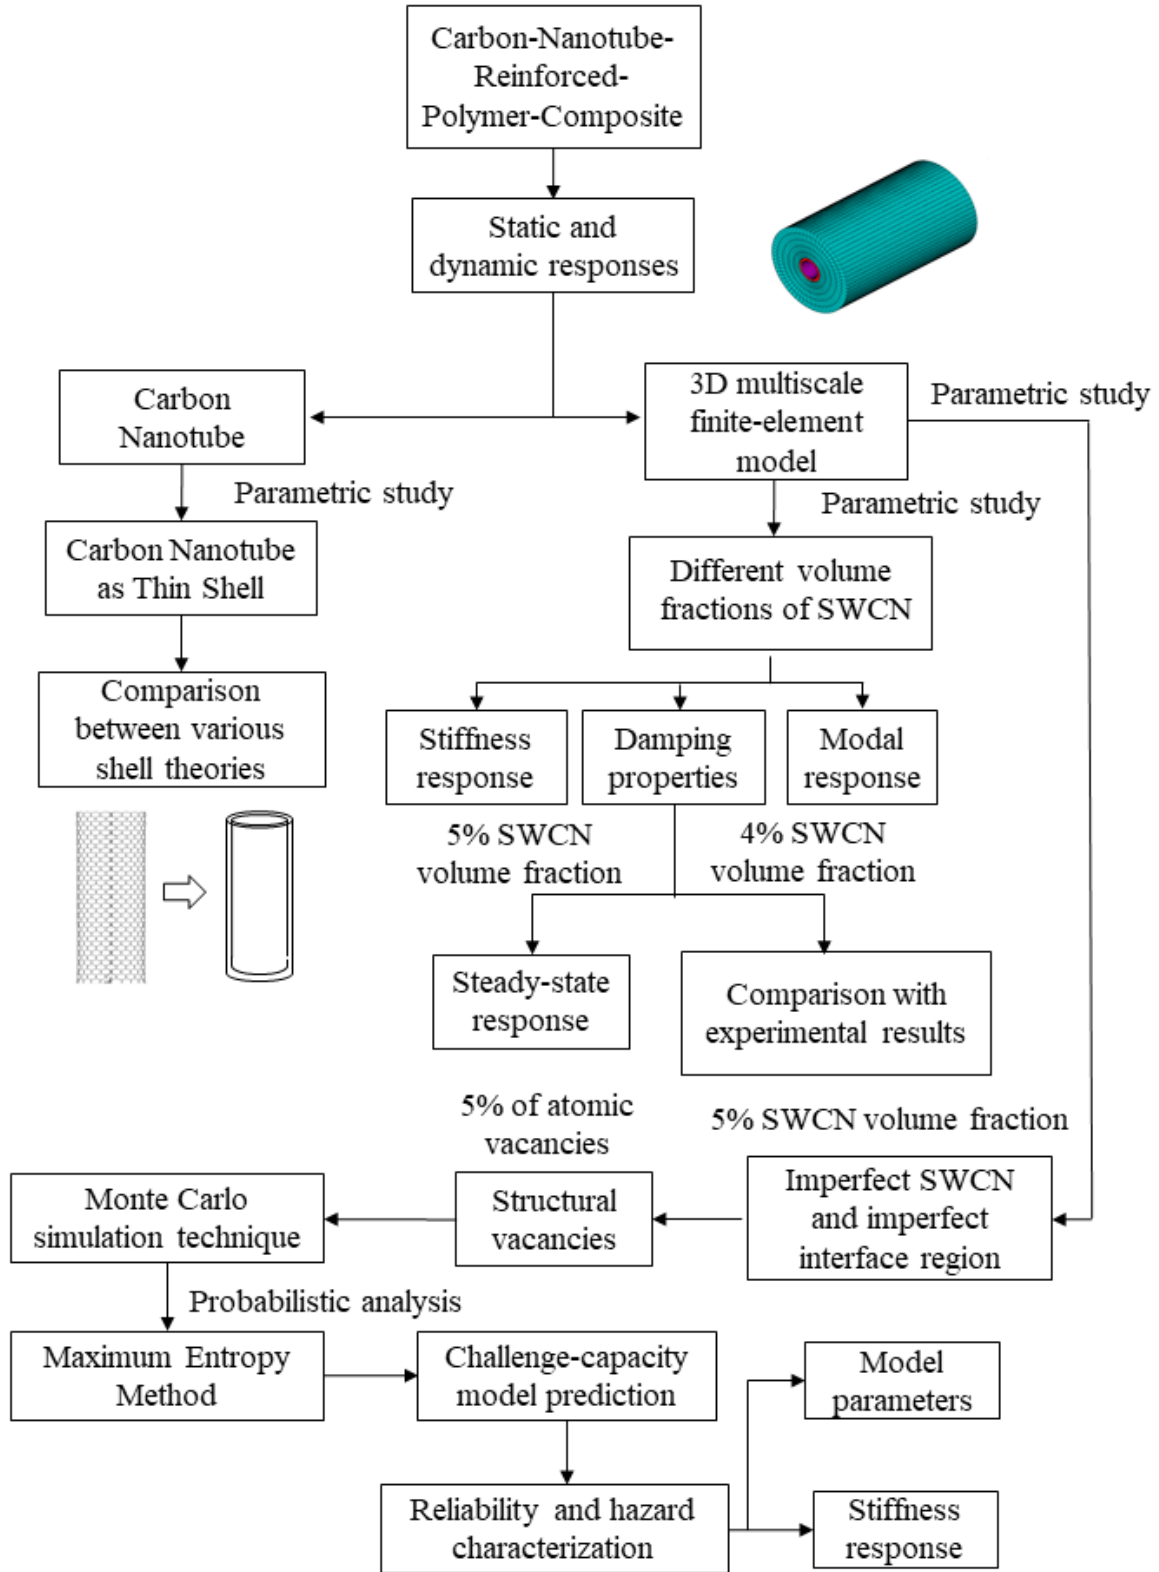 Carbon-Nanotube-
Reinforced-
Polymer-Composite
Static and
dynamic responses
Carbon
Nanotube
3D multiscale
finite-element
model
Parametric study
Parametric study
Parametric study
Carbon Nanotube
as Thin Shell
Different volume
fractions of SWCN
Comparison
between various
shell theories
Stiffness
response
Damping
properties
Modal
response
5% SWCN
volume fraction
4% SWCN
volume fraction
Steady-state
response
Comparison with
experimental results
5% of atomic
vacancies
5% SWCN volume fraction
Monte Carlo
simulation technique
Structural
vacancies
Imperfect SWCN
and imperfect
interface region
Probabilistic analysis
Maximum Entropy
Method
Challenge-capacity
model prediction
Model
parameters
Reliability and hazard
characterization
Stiffness
response